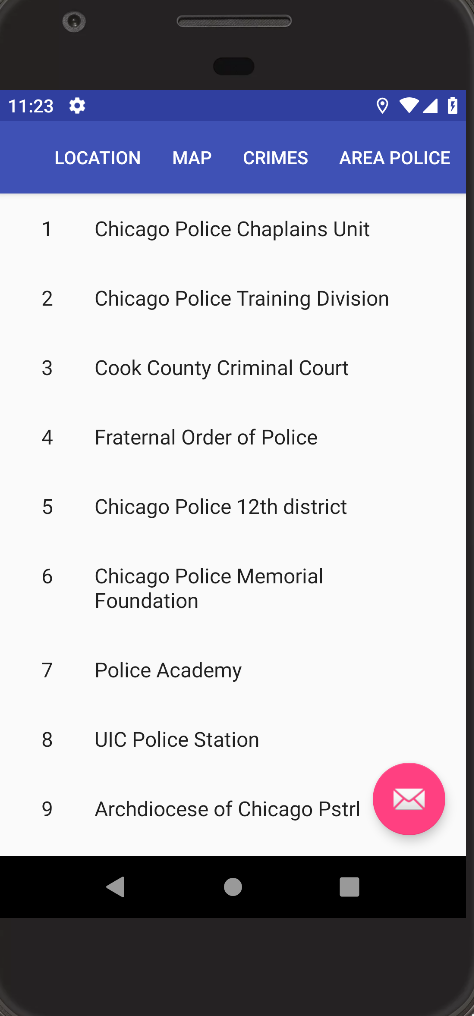 11:23
LOCATION MAP CRIMES AREA POLICE
1 Chicago Police Chaplains Unit
2 Chicago Police Training Division
3 Cook County Criminal Court
4 Fraternal Order of Police
5 Chicago Police 12th district
6 Chicago Police Memorial
Foundation
7 Police Academy
8 UIC Police Station
9 Archdiocese of Chicago Pstrl